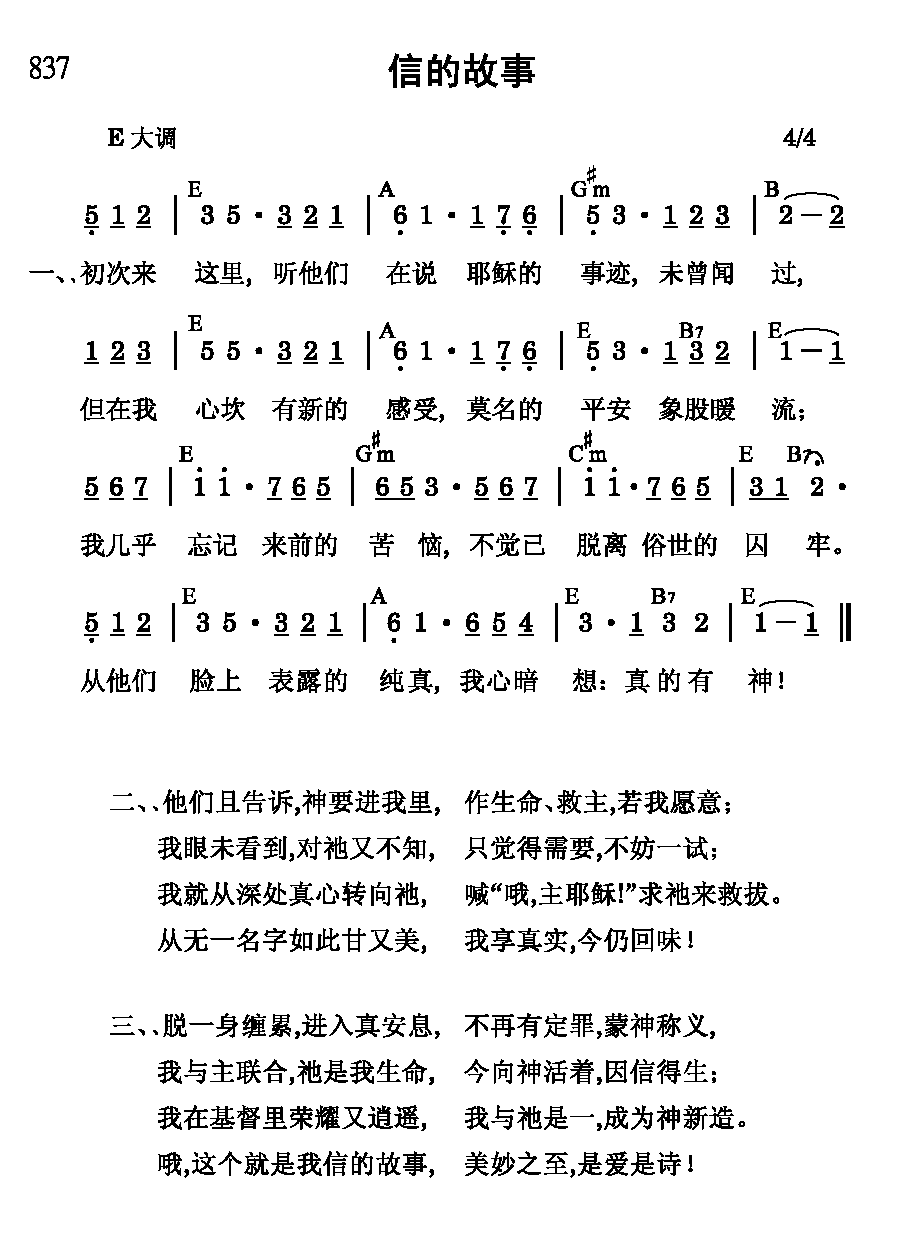 837
信的故事
E 大调 4/4
E A G♯m B
5̣ 1 2 | 3 5 · 3 2 1 | 6̣ 1 · 1 7̣ 6̣ | 5̣ 3 · 1 2 3 | 2 — 2
一、初次来 这里, 听他们 在说 耶稣的 事迹, 未曾闻 过,
E A E B7 E
1 2 3 | 5 5 · 3 2 1 | 6̣ 1 · 1 7̣ 6̣ | 5̣ 3 · 1 3 2 | 1 — 1
但在我 心坎 有新的 感受, 莫名的 平安 象股暖 流;
E G♯m C♯m E B7
5 6 7 | 1̇ 1̇ · 7 6 5 | 6 5 3 · 5 6 7 | 1̇ 1̇ · 7 6 5 | 3 1 2 ·
我几乎 忘记 来前的 苦 恼, 不觉已 脱离 俗世的 囚 牢。
E A E B7 E
5̣ 1 2 | 3 5 · 3 2 1 | 6̣ 1 · 6 5 4 | 3 · 1 3 2 | 1 — 1 ‖
从他们 脸上 表露的 纯真, 我心暗 想: 真的有 神!
二、他们且告诉,神要进我里, 作生命、救主,若我愿意;
我眼未看到,对祂又不知, 只觉得需要,不妨一试;
我就从深处真心转向祂, 喊“哦,主耶稣!”求祂来救拔。
从无一名字如此甘又美, 我享真实,今仍回味!
三、脱一身缠累,进入真安息, 不再有定罪,蒙神称义,
我与主联合,祂是我生命, 今向神活着,因信得生;
我在基督里荣耀又逍遥, 我与祂是一,成为神新造。
哦,这个就是我信的故事, 美妙之至,是爱是诗!